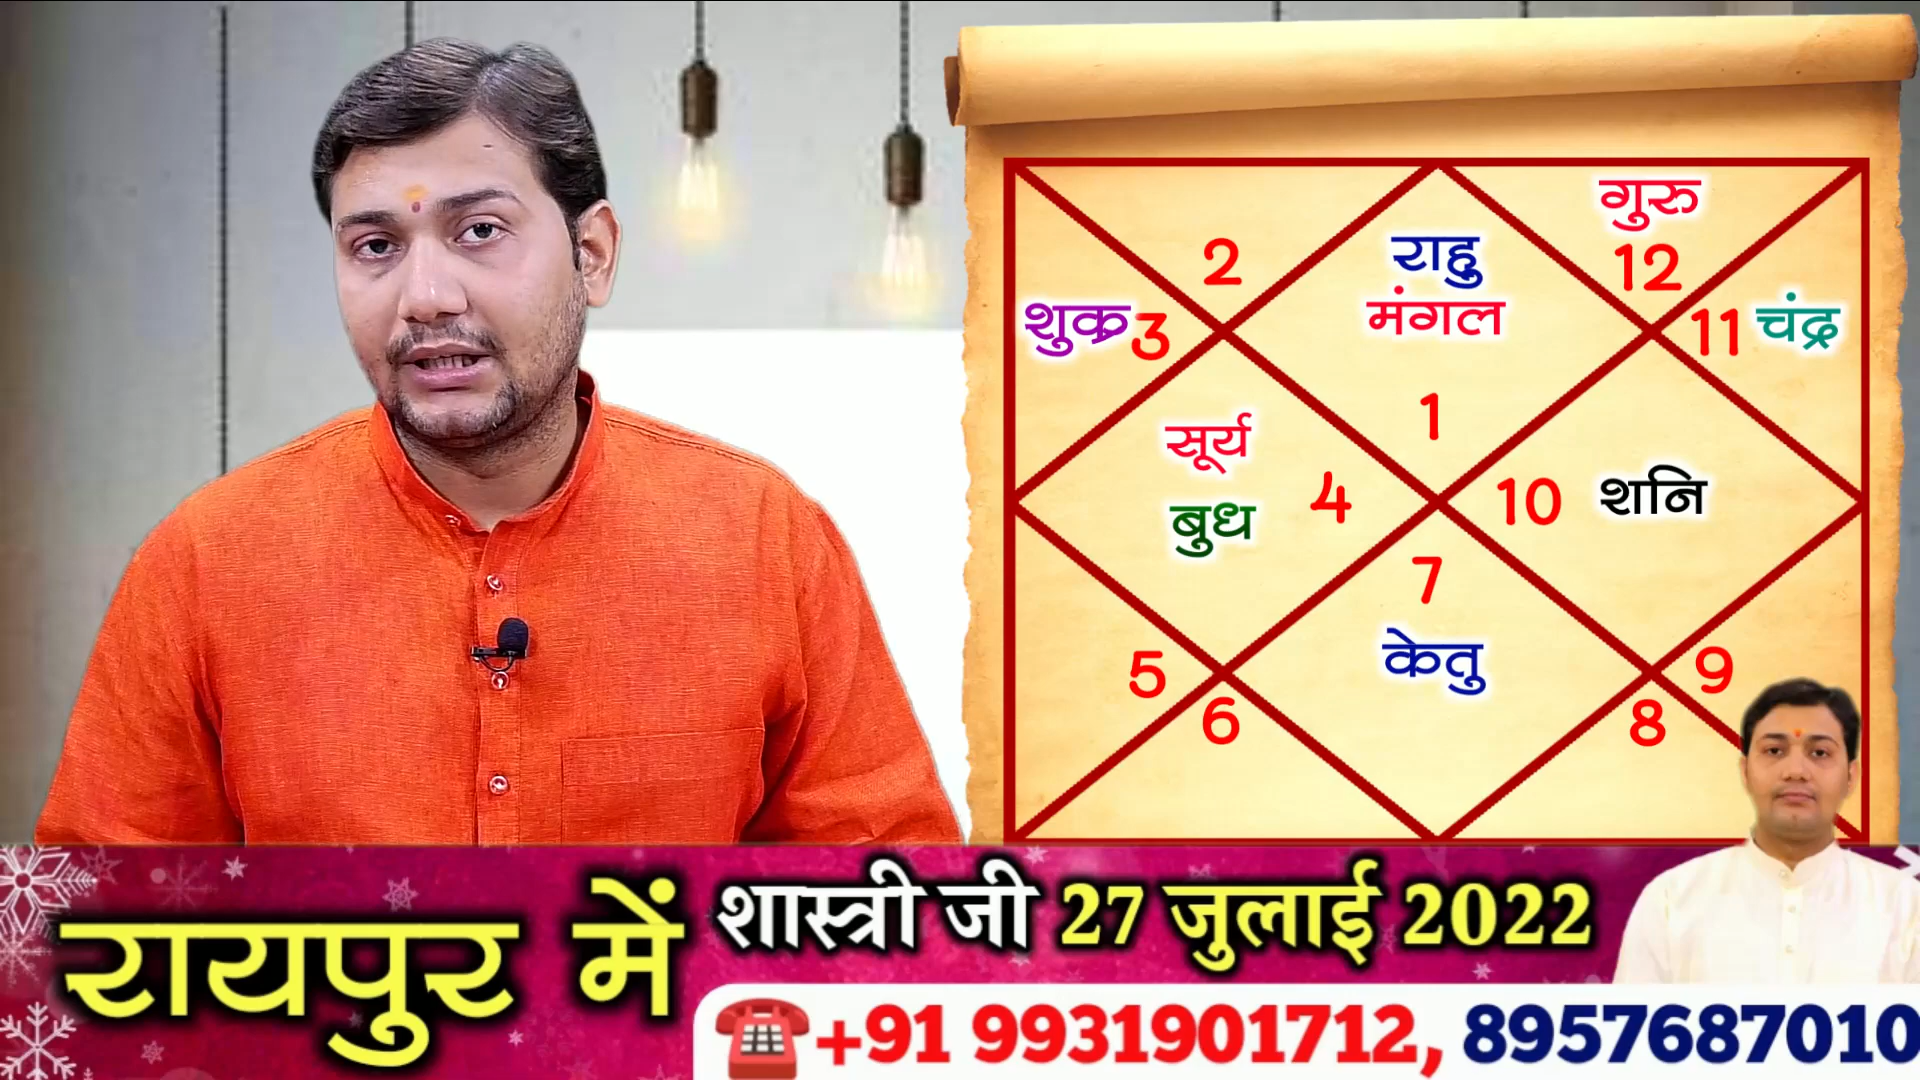 गुरु
12
2
राहु
मंगल
शुक्र 3
11 चंद्र
1
सूर्य
बुध
4
10 शनि
7
केतु
5
6
9
8
रायपुर में
शास्त्री जी 27 जुलाई 2022
+91 9931901712, 8957687010